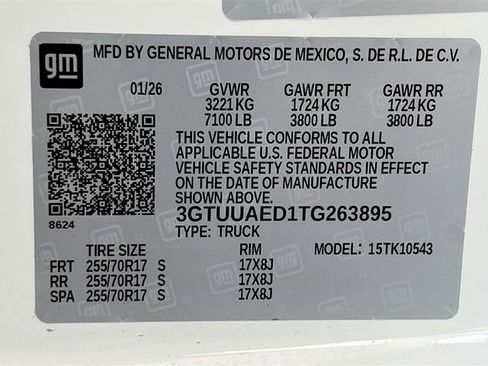 gm MFD BY GENERAL MOTORS DE MEXICO, S. DE R.L. DE C.V.
01/26 GVWR GAWR FRT GAWR RR
3221 KG 1724 KG 1724 KG
7100 LB 3800 LB 3800 LB
THIS VEHICLE CONFORMS TO ALL
APPLICABLE U.S. FEDERAL MOTOR
VEHICLE SAFETY STANDARDS IN EFFECT
ON THE DATE OF MANUFACTURE
SHOWN ABOVE.
3GTUUAED1TG263895
8624
TYPE: TRUCK
TIRE SIZE RIM MODEL: 15TK10543
FRT 255/70R17 S 17X8J
RR 255/70R17 S 17X8J
SPA 255/70R17 S 17X8J